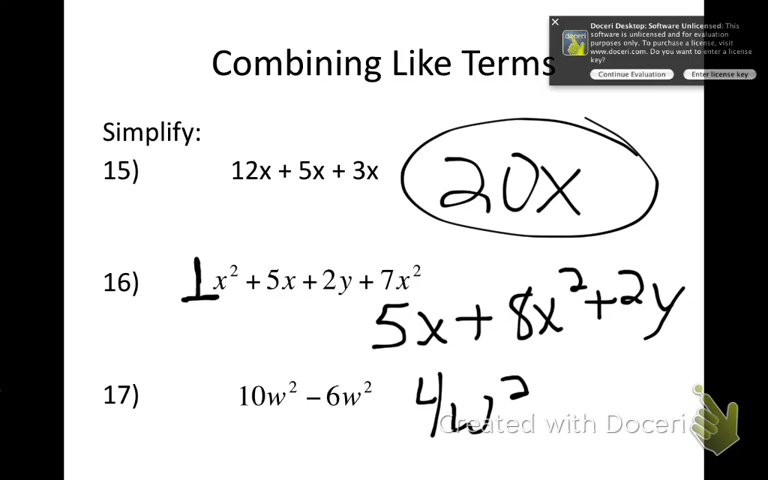 Doceri Desktop: Software Unlicensed: This
software is unlicensed and for evaluation
purposes only. To purchase a license, visit
www.doceri.com. Do you want to enter a license
key?
Continue Evaluation Enter license key
doceri
Combining Like Terms
Simplify:
15) 12x + 5x + 3x 20x
16) 1x² + 5x + 2y + 7x²
5x + 8x² + 2y
17) 10w² – 6w² 4w²
Created with Doceri